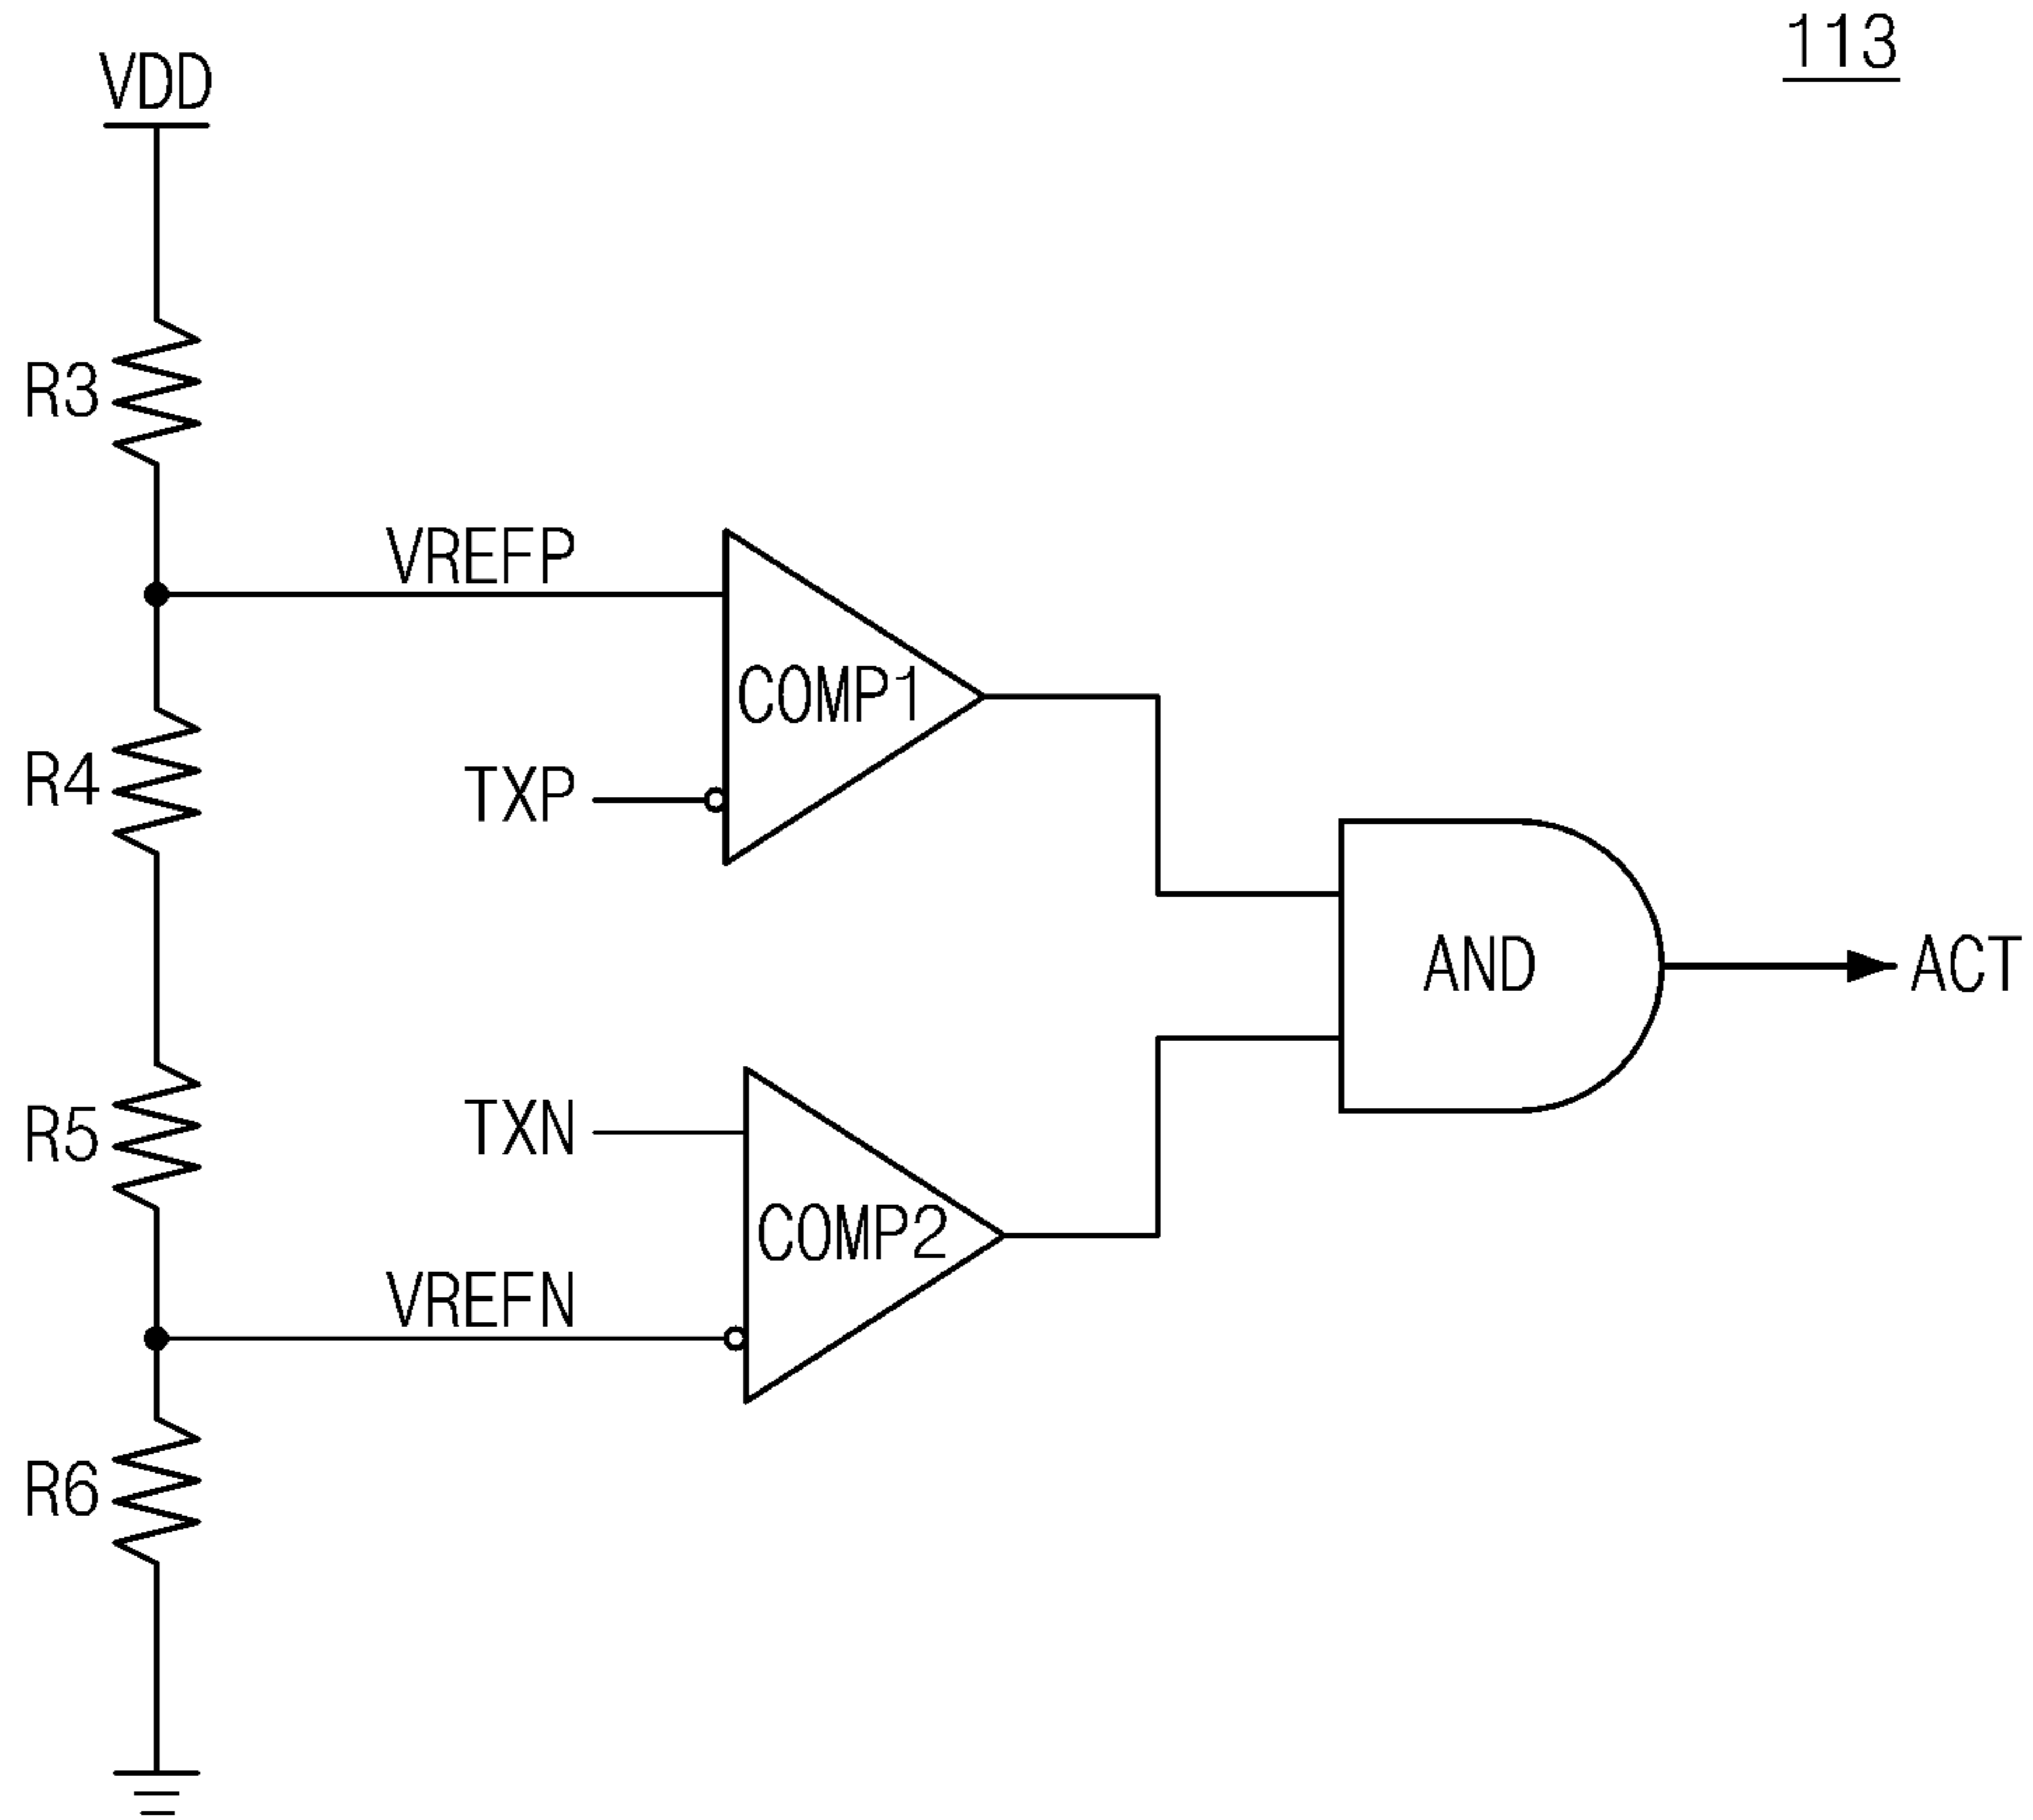 113
VDD
R3
VREFP
COMP1
R4
TXP
AND
ACT
TXN
R5
COMP2
VREFN
R6